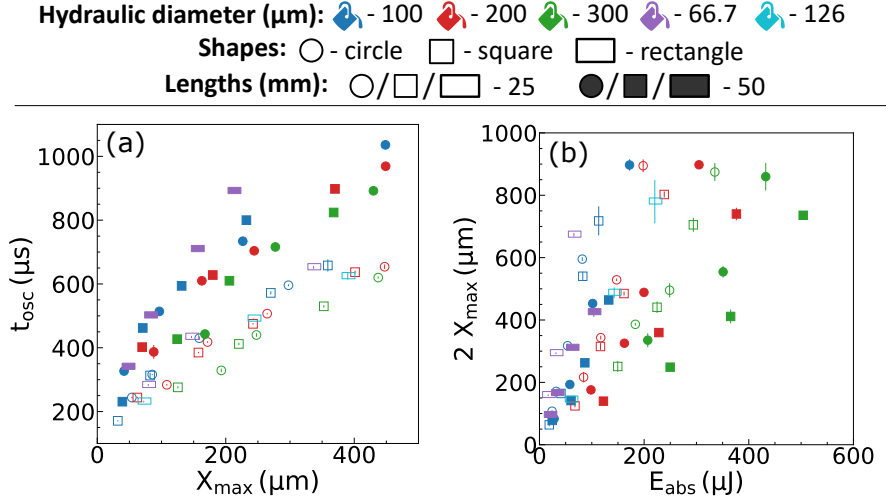 Hydraulic diameter (μm): - 100 - 200 - 300 - 66.7 - 126
Shapes: - circle - square - rectangle
Lengths (mm): / / - 25 / / - 50
(a)
1000
800
600
400
200
t_osc (μs)
0 200 400
X_max (μm)
(b)
1000
800
600
400
200
0
2 X_max (μm)
0 200 400 600
E_abs (μJ)